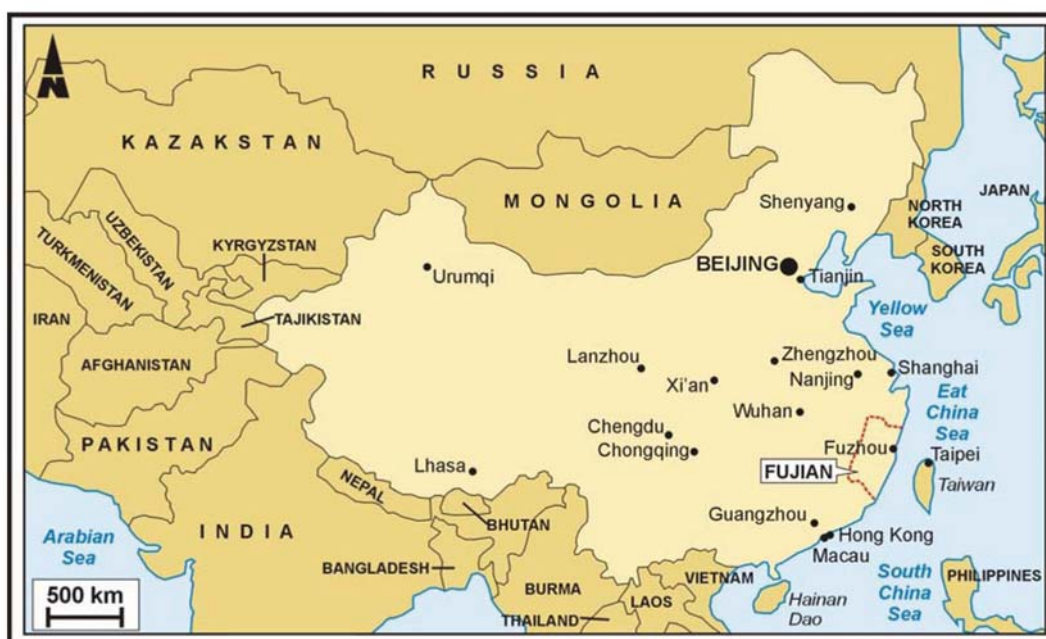 N
RUSSIA
KAZAKSTAN
MONGOLIA
JAPAN
NORTH
KOREA
Shenyang
UZBEKISTAN
TURKMENISTAN
KYRGYZSTAN
SOUTH
KOREA
BEIJING
Tianjin
Urumqi
IRAN
TAJIKISTAN
Yellow
Sea
AFGHANISTAN
Lanzhou
Zhengzhou
Xi'an
Nanjing
Shanghai
Eat
China
Sea
Wuhan
PAKISTAN
Chengdu
Chongqing
Fuzhou
Taipei
Lhasa
FUJIAN
NEPAL
Taiwan
INDIA
BHUTAN
Guangzhou
Hong Kong
Macau
Arabian
Sea
BANGLADESH
BURMA
VIETNAM
LAOS
THAILAND
Hainan
Dao
South
China
Sea
PHILIPPINES
500 km